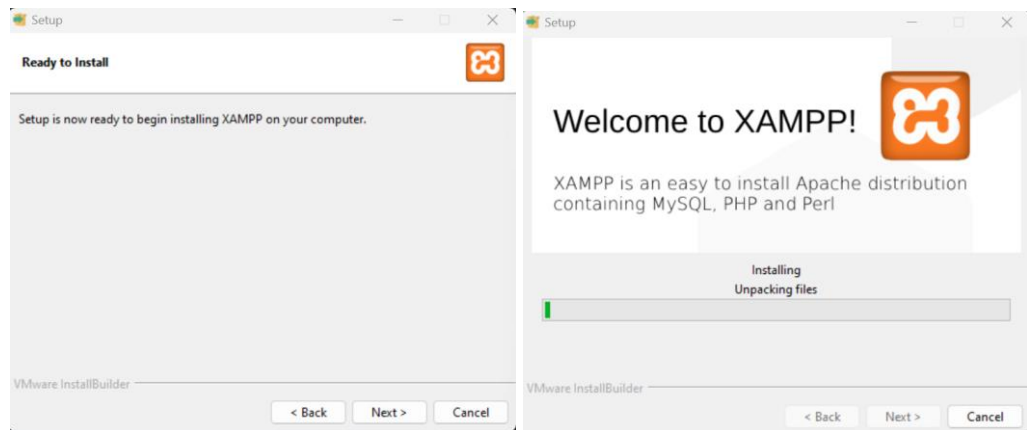 Setup
Ready to Install
Setup is now ready to begin installing XAMPP on your computer.
VMware InstallBuilder
< Back
Next >
Cancel
Setup
Welcome to XAMPP!
XAMPP is an easy to install Apache distribution
containing MySQL, PHP and Perl
Installing
Unpacking files
VMware InstallBuilder
< Back
Next >
Cancel